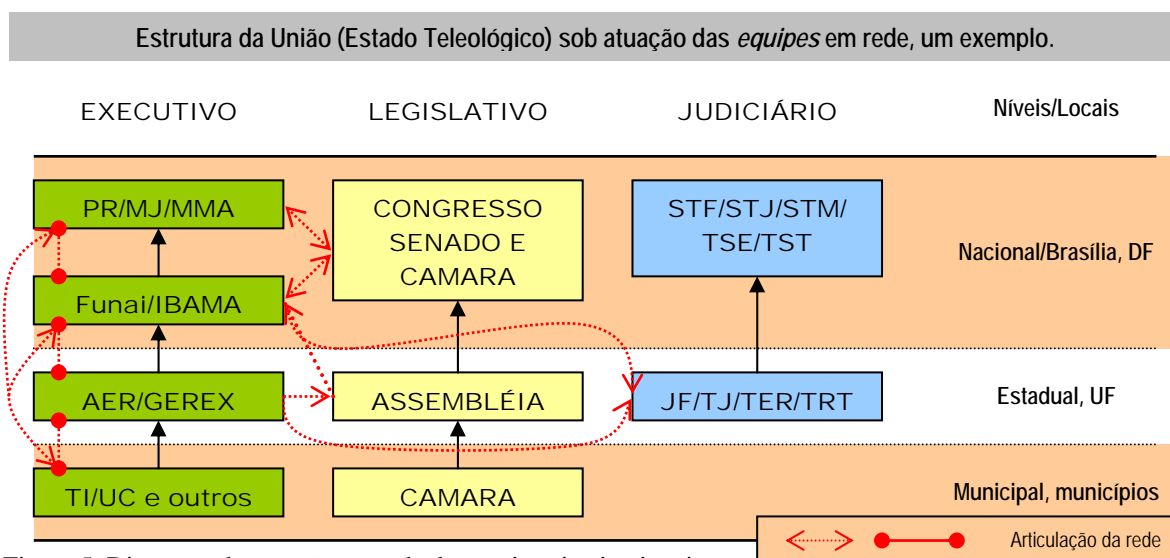 Estrutura da União (Estado Teleológico) sob atuação das equipes em rede, um exemplo.
EXECUTIVO
LEGISLATIVO
JUDICIÁRIO
Níveis/Locais
PR/MJ/MMA
CONGRESSO
SENADO E
CAMARA
STF/STJ/STM/
TSE/TST
Nacional/Brasília, DF
Funai/IBAMA
AER/GEREX
ASSEMBLÉIA
JF/TJ/TER/TRT
Estadual, UF
TI/UC e outros
CAMARA
Municipal, municípios
Articulação da rede